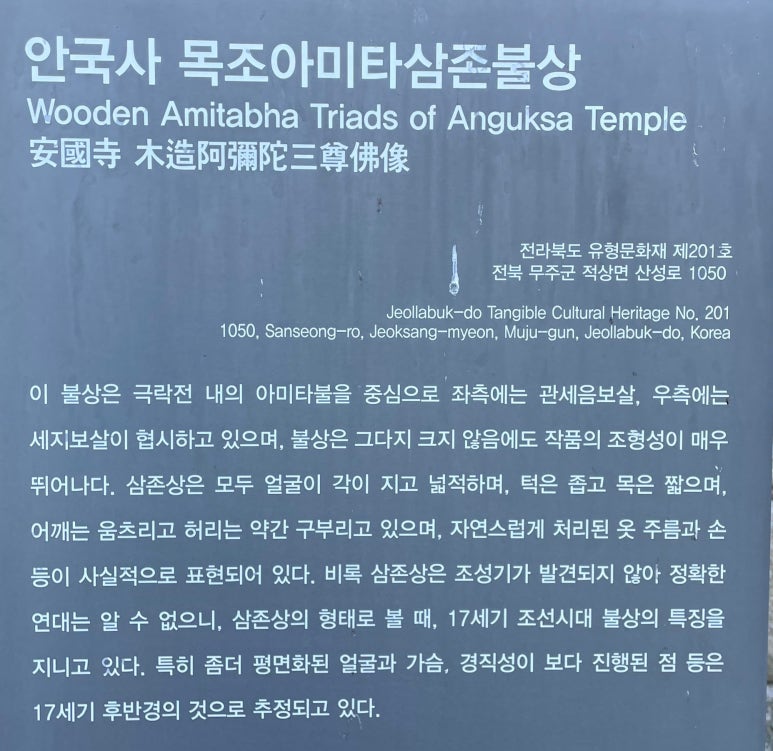 안국사 목조아미타삼존불상
Wooden Amitabha Triads of Anguksa Temple
安國寺 木造阿彌陀三尊佛像
전라북도 유형문화재 제201호
전북 무주군 적상면 산성로 1050
Jeollabuk-do Tangible Cultural Heritage No. 201
1050, Sanseong-ro, Jeoksang-myeon, Muju-gun, Jeollabuk-do, Korea
이 불상은 극락전 내의 아미타불을 중심으로 좌측에는 관세음보살, 우측에는
세지보살이 협시하고 있으며, 불상은 그다지 크지 않음에도 작품의 조형성이 매우
뛰어나다. 삼존상은 모두 얼굴이 각이 지고 넓적하며, 턱은 좁고 목은 짧으며,
어깨는 움츠리고 허리는 약간 구부리고 있으며, 자연스럽게 처리된 옷 주름과 손
등이 사실적으로 표현되어 있다. 비록 삼존상은 조성기가 발견되지 않아 정확한
연대는 알 수 없으니, 삼존상의 형태로 볼 때, 17세기 조선시대 불상의 특징을
지니고 있다. 특히 좀더 평면화된 얼굴과 가슴, 경직성이 보다 진행된 점 등은
17세기 후반경의 것으로 추정되고 있다.